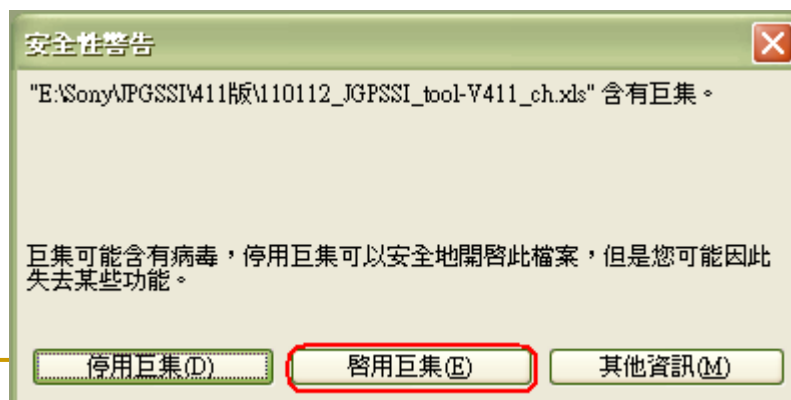 安全性警告
"E:\Sony\JPGSSI\411版\110112_JGPSSI_tool-V411_ch.xls" 含有巨集。
巨集可能含有病毒，停用巨集可以安全地開啓此檔案，但是您可能因此
失去某些功能。
停用巨集(D) 啓用巨集(E) 其他資訊(M)